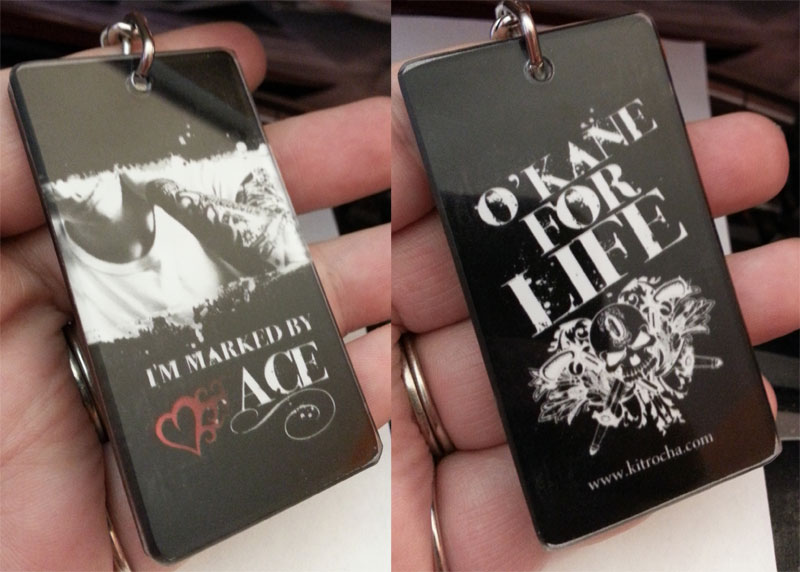 I'M MARKED BY
ACE
O'KANE
FOR
LIFE
www.kitrocha.com